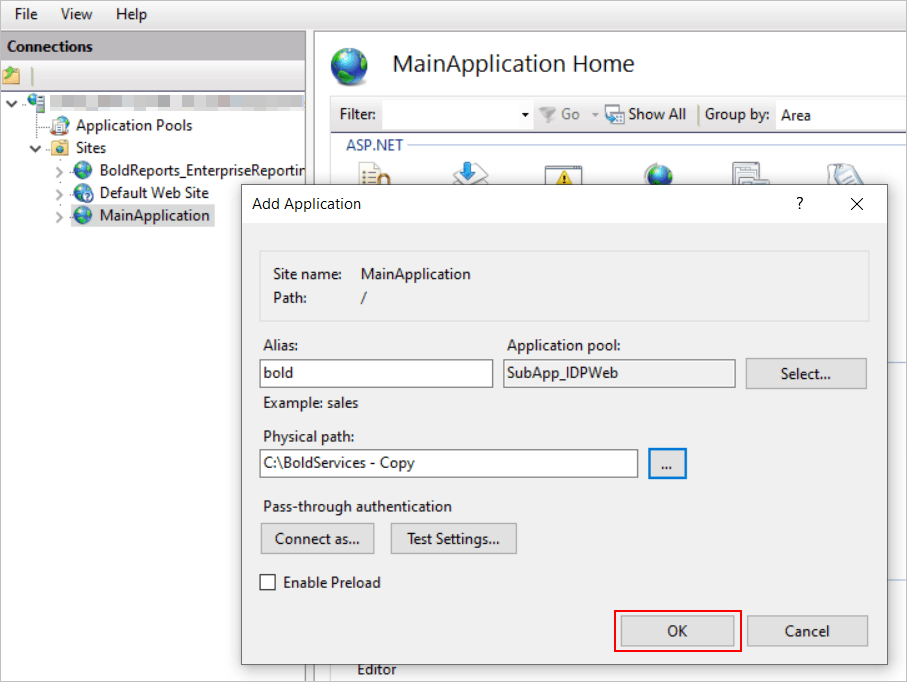 File View Help
Connections
Application Pools
Sites
BoldReports_EnterpriseReportin
Default Web Site
MainApplication
MainApplication Home
Filter: Go Show All Group by: Area
ASP.NET
Add Application ?
Site name: MainApplication
Path: /
Alias: Application pool:
bold SubApp_IDPWeb Select...
Example: sales
Physical path:
C:\BoldServices - Copy ...
Pass-through authentication
Connect as... Test Settings...
Enable Preload
OK Cancel
Editor